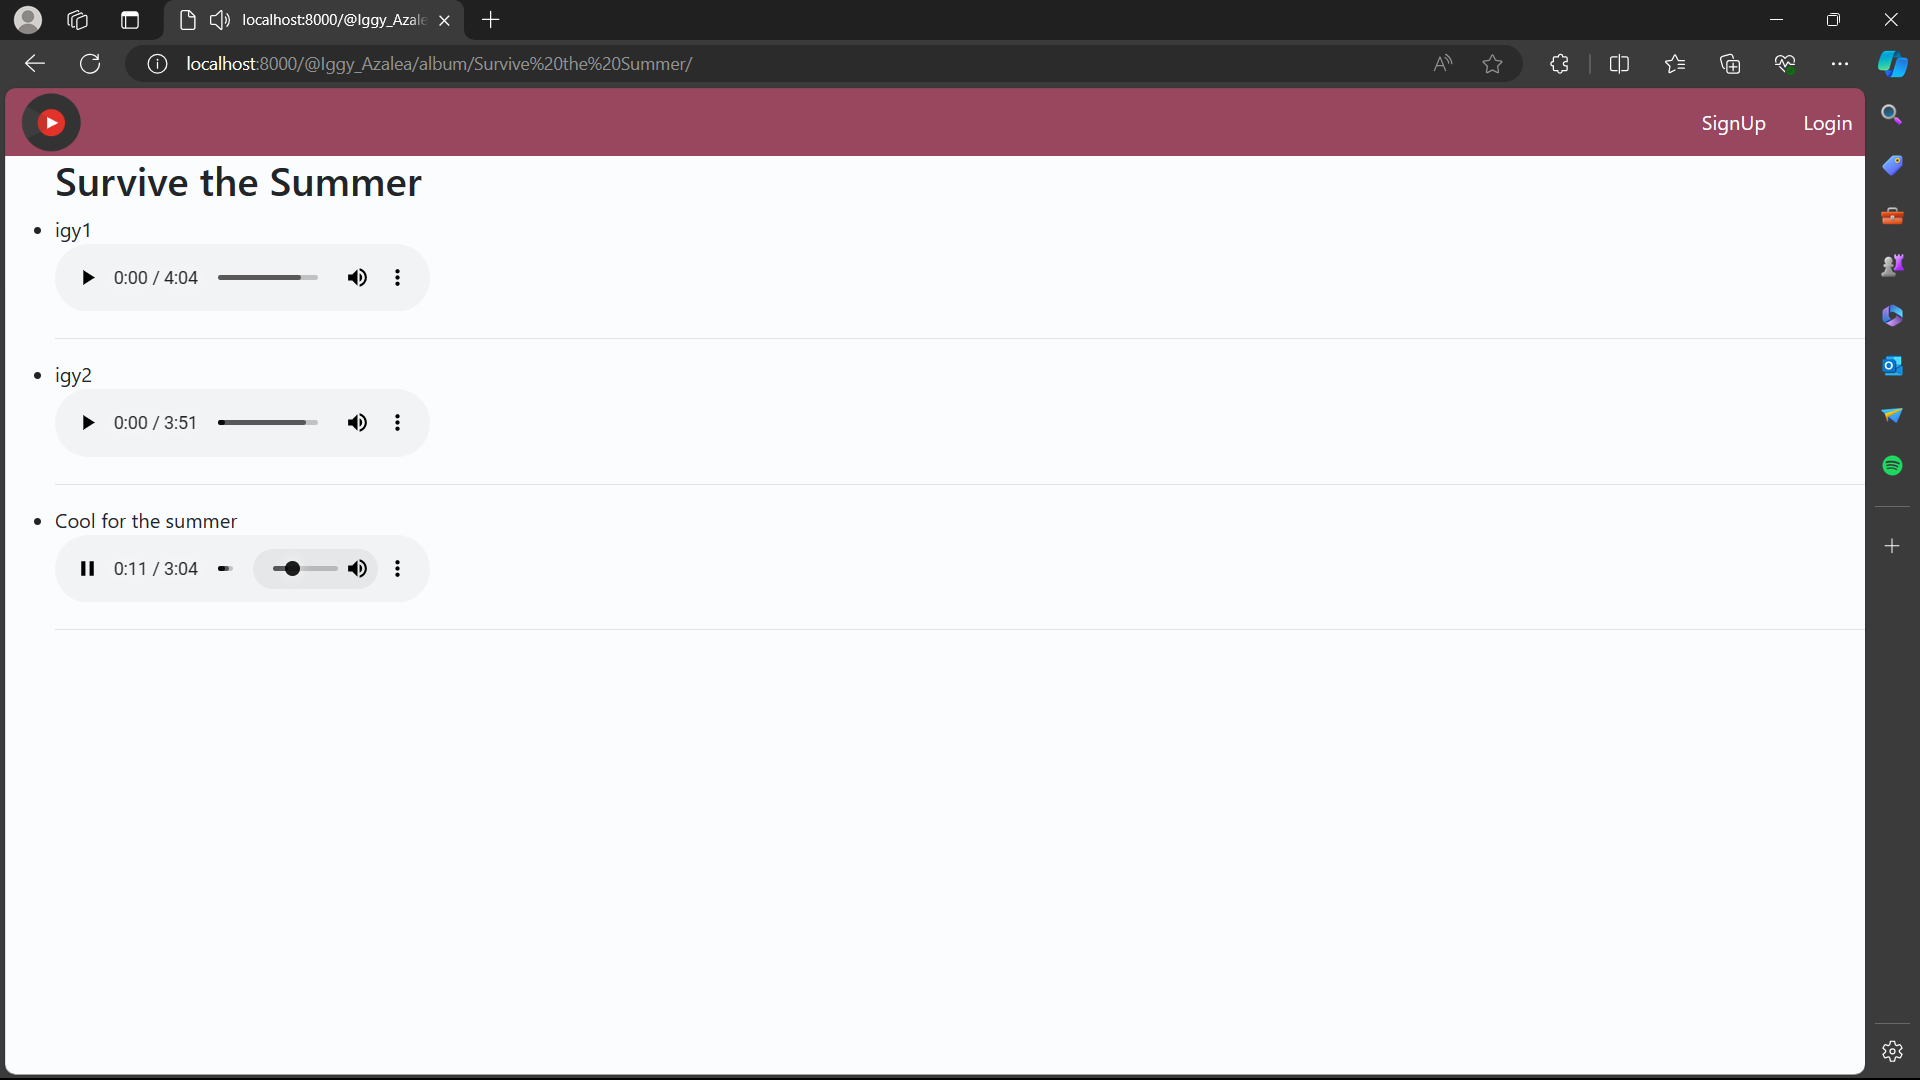 localhost:8000/@Iggy_Azale
localhost:8000/@Iggy_Azalea/album/Survive%20the%20Summer/
SignUp Login
Survive the Summer
igy1
0:00 / 4:04
igy2
0:00 / 3:51
Cool for the summer
0:11 / 3:04